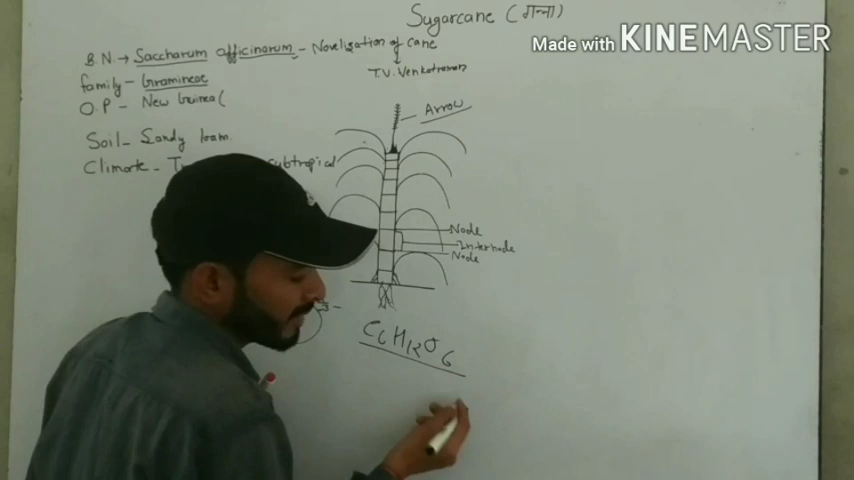 Sugarcane (गन्ना)
Made with KINEMASTER
B.N. → Saccharum officinarum - Novelization of cane
T.V. Venkatraman
family - Gramineae
O.P - New Guinea (
Arrow
Soil - Sandy loam
Climate - subtropical
Node
Internode
Node
C6H12O6